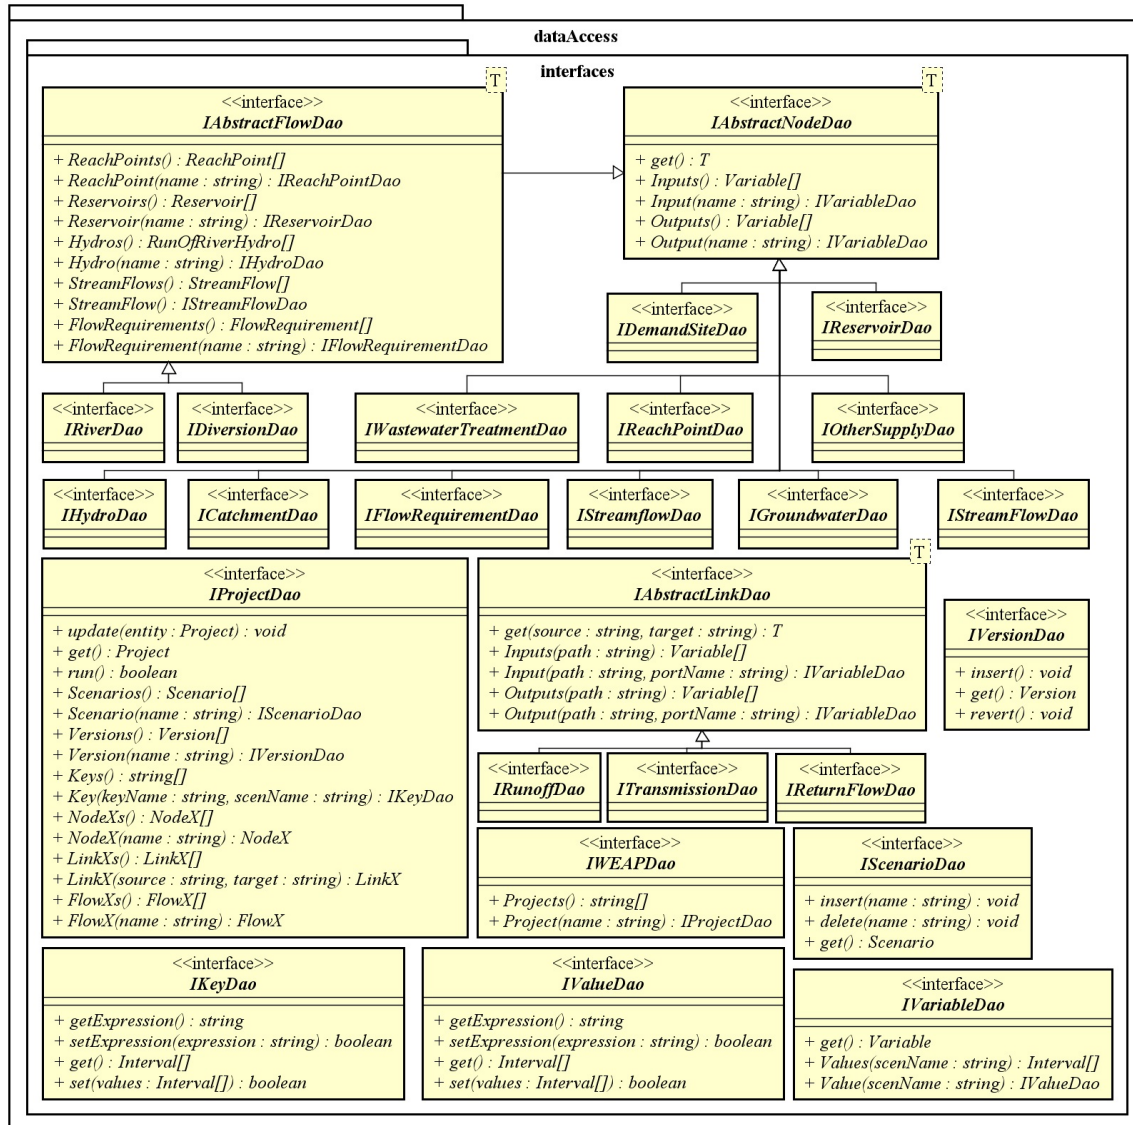 dataAccess
interfaces
T
<<interface>>
IAbstractFlowDao
+ ReachPoints() : ReachPoint[]
+ ReachPoint(name : string) : IReachPointDao
+ Reservoirs() : Reservoir[]
+ Reservoir(name : string) : IReservoirDao
+ Hydros() : RunOfRiverHydro[]
+ Hydro(name : string) : IHydroDao
+ StreamFlows() : StreamFlow[]
+ StreamFlow() : IStreamFlowDao
+ FlowRequirements() : FlowRequirement[]
+ FlowRequirement(name : string) : IFlowRequirementDao
T
<<interface>>
IAbstractNodeDao
+ get() : T
+ Inputs() : Variable[]
+ Input(name : string) : IVariableDao
+ Outputs() : Variable[]
+ Output(name : string) : IVariableDao
<<interface>>
IDemandSiteDao
<<interface>>
IReservoirDao
<<interface>>
IRiverDao
<<interface>>
IDiversionDao
<<interface>>
IWastewaterTreatmentDao
<<interface>>
IReachPointDao
<<interface>>
IOtherSupplyDao
<<interface>>
IHydroDao
<<interface>>
ICatchmentDao
<<interface>>
IFlowRequirementDao
<<interface>>
IStreamflowDao
<<interface>>
IGroundwaterDao
<<interface>>
IStreamFlowDao
<<interface>>
IProjectDao
+ update(entity : Project) : void
+ get() : Project
+ run() : boolean
+ Scenarios() : Scenario[]
+ Scenario(name : string) : IScenarioDao
+ Versions() : Version[]
+ Version(name : string) : IVersionDao
+ Keys() : string[]
+ Key(keyName : string, scenName : string) : IKeyDao
+ NodeXs() : NodeX[]
+ NodeX(name : string) : NodeX
+ LinkXs() : LinkX[]
+ LinkX(source : string, target : string) : LinkX
+ FlowXs() : FlowX[]
+ FlowX(name : string) : FlowX
T
<<interface>>
IAbstractLinkDao
+ get(source : string, target : string) : T
+ Inputs(path : string) : Variable[]
+ Input(path : string, portName : string) : IVariableDao
+ Outputs(path : string) : Variable[]
+ Output(path : string, portName : string) : IVariableDao
<<interface>>
IVersionDao
+ insert() : void
+ get() : Version
+ revert() : void
<<interface>>
IRunoffDao
<<interface>>
ITransmissionDao
<<interface>>
IReturnFlowDao
<<interface>>
IWEAPDao
+ Projects() : string[]
+ Project(name : string) : IProjectDao
<<interface>>
IScenarioDao
+ insert(name : string) : void
+ delete(name : string) : void
+ get() : Scenario
<<interface>>
IKeyDao
+ getExpression() : string
+ setExpression(expression : string) : boolean
+ get() : Interval[]
+ set(values : Interval[]) : boolean
<<interface>>
IValueDao
+ getExpression() : string
+ setExpression(expression : string) : boolean
+ get() : Interval[]
+ set(values : Interval[]) : boolean
<<interface>>
IVariableDao
+ get() : Variable
+ Values(scenName : string) : Interval[]
+ Value(scenName : string) : IValueDao